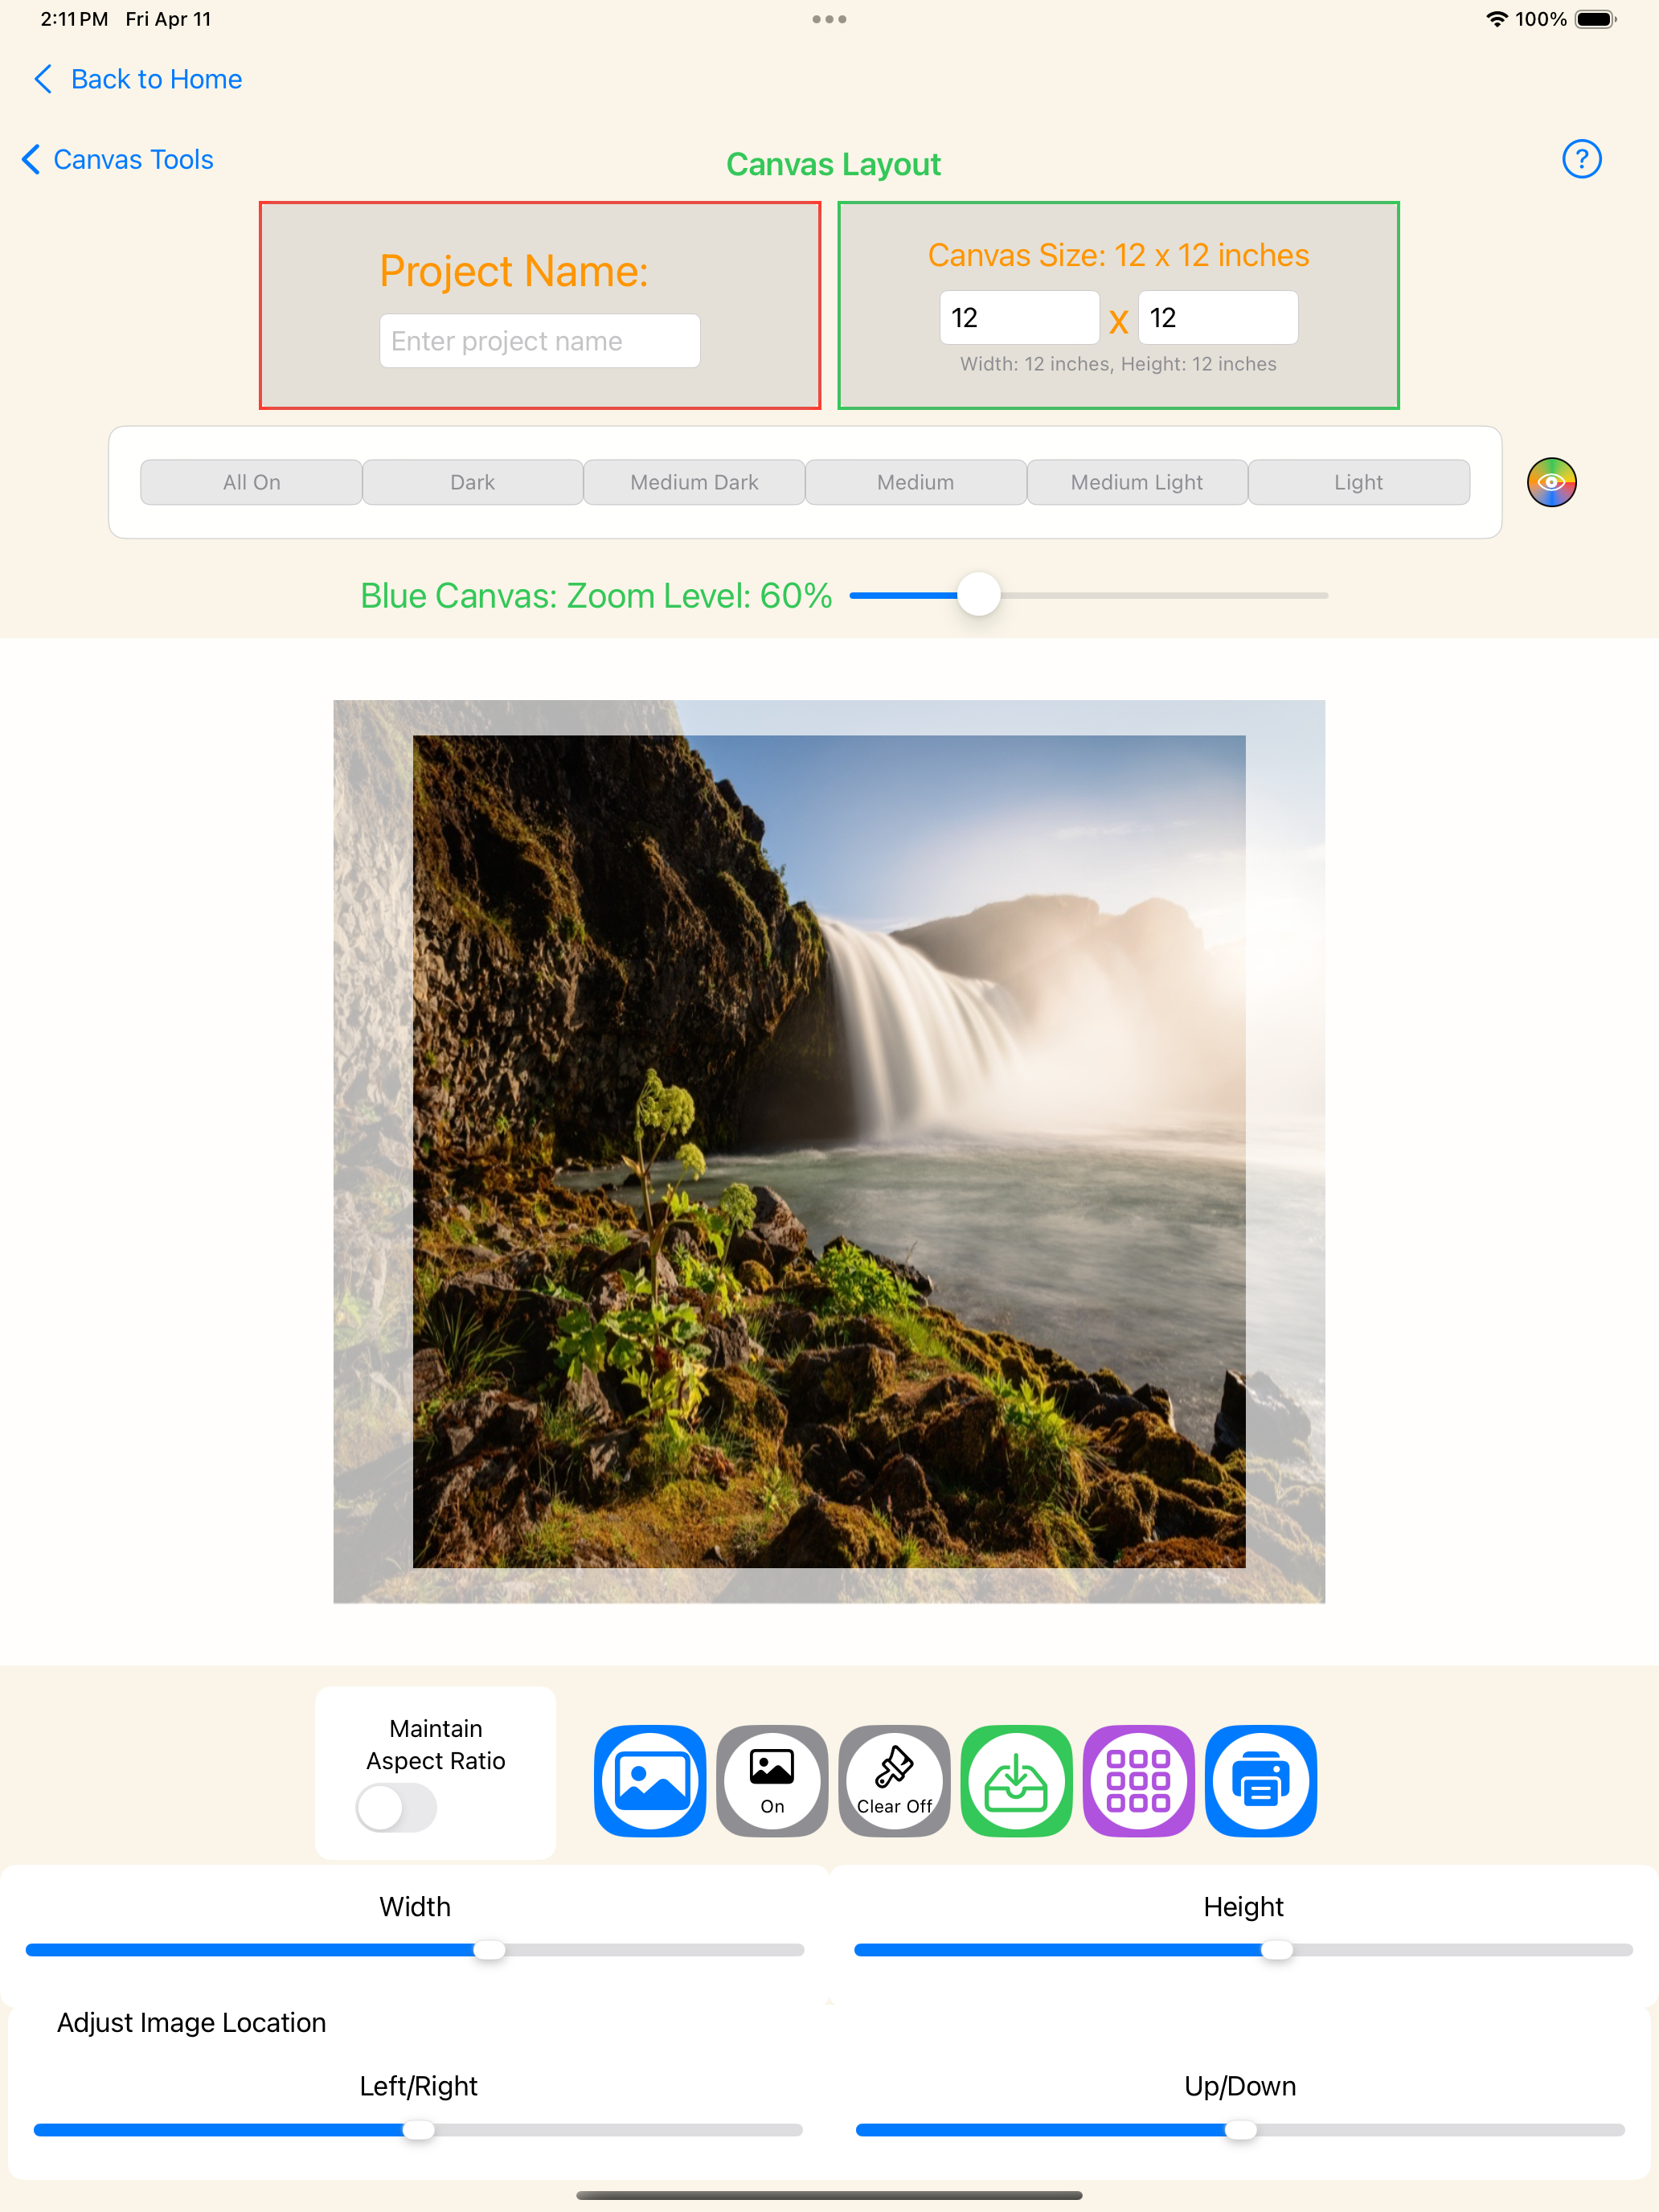 2:11 PM Fri Apr 11
100%
Back to Home
Canvas Tools
Canvas Layout
?
Project Name:
Enter project name
Canvas Size: 12 x 12 inches
12 x 12
Width: 12 inches, Height: 12 inches
All On Dark Medium Dark Medium Medium Light Light
Blue Canvas: Zoom Level: 60%
Maintain
Aspect Ratio
On
Clear Off
Width
Height
Adjust Image Location
Left/Right
Up/Down